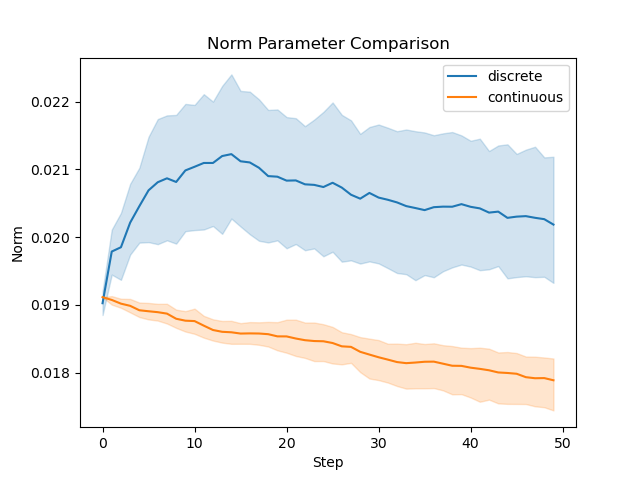 Norm Parameter Comparison
discrete
continuous
0.022
0.021
0.020
0.019
0.018
Norm
0 10 20 30 40 50
Step